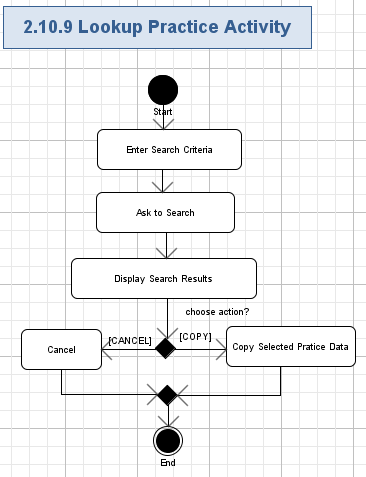 2.10.9 Lookup Practice Activity
Start
Enter Search Criteria
Ask to Search
Display Search Results
choose action?
[CANCEL]
[COPY]
Cancel
Copy Selected Pratice Data
End